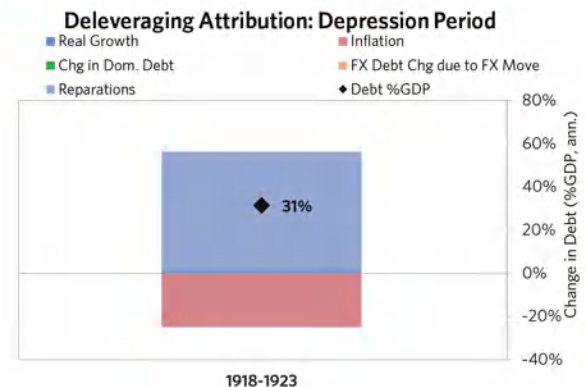 Deleveraging Attribution: Depression Period
Real Growth
Inflation
Chg in Dom. Debt
FX Debt Chg due to FX Move
Reparations
Debt %GDP
80%
60%
40%
20%
0%
-20%
-40%
Change in Debt (%GDP, ann.)
31%
1918-1923